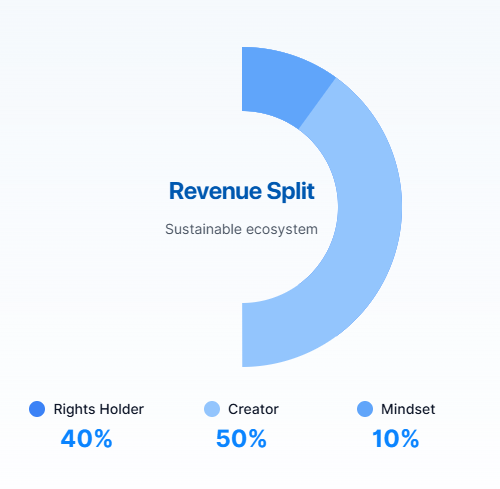 Revenue Split
Sustainable ecosystem
Rights Holder
40%
Creator
50%
Mindset
10%